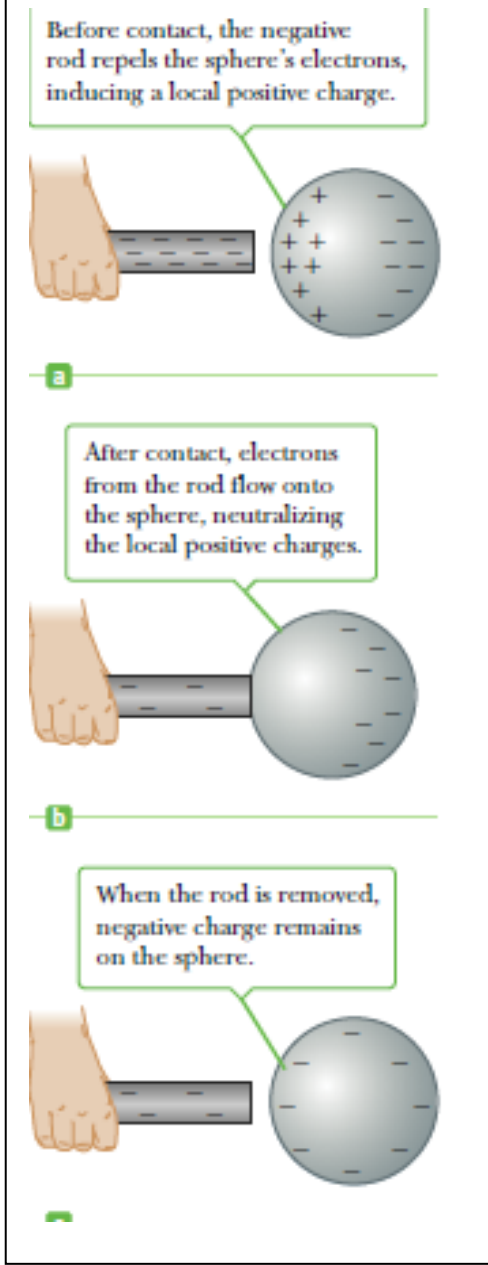 Before contact, the negative
rod repels the sphere's electrons,
inducing a local positive charge.
a
After contact, electrons
from the rod flow onto
the sphere, neutralizing
the local positive charges.
b
When the rod is removed,
negative charge remains
on the sphere.